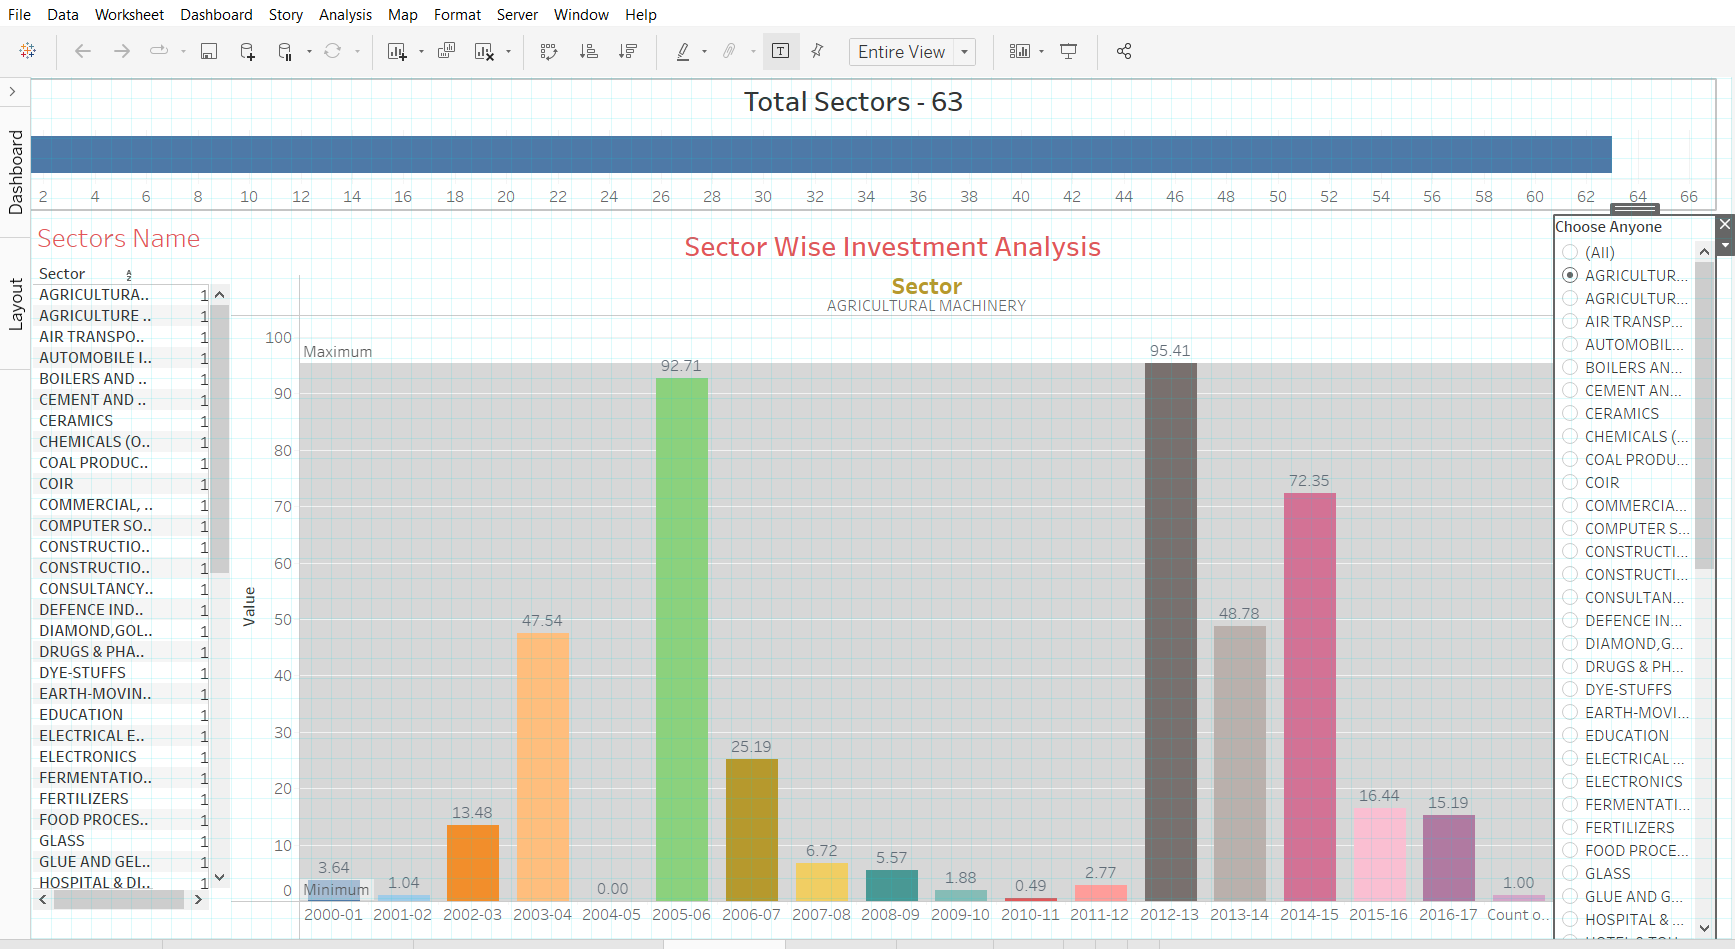 File Data Worksheet Dashboard Story Analysis Map Format Server Window Help
Entire View
Dashboard
Layout
Total Sectors - 63
2 4 6 8 10 12 14 16 18 20 22 24 26 28 30 32 34 36 38 40 42 44 46 48 50 52 54 56 58 60 62 64 66
Sectors Name
Sector
AGRICULTURA.. 1
AGRICULTURE .. 1
AIR TRANSPO.. 1
AUTOMOBILE I.. 1
BOILERS AND .. 1
CEMENT AND .. 1
CERAMICS 1
CHEMICALS (O.. 1
COAL PRODUC.. 1
COIR 1
COMMERCIAL, .. 1
COMPUTER SO.. 1
CONSTRUCTIO.. 1
CONSTRUCTIO.. 1
CONSULTANCY.. 1
DEFENCE IND.. 1
DIAMOND,GOL.. 1
DRUGS & PHA.. 1
DYE-STUFFS 1
EARTH-MOVIN.. 1
EDUCATION 1
ELECTRICAL E.. 1
ELECTRONICS 1
FERMENTATIO.. 1
FERTILIZERS 1
FOOD PROCES.. 1
GLASS 1
GLUE AND GEL.. 1
HOSPITAL & DI.. 1
Sector Wise Investment Analysis
Sector
AGRICULTURAL MACHINERY
Value
100
90
80
70
60
50
40
30
20
10
0
Maximum
Minimum
3.64
1.04
13.48
47.54
0.00
92.71
25.19
6.72
5.57
1.88
0.49
2.77
95.41
48.78
72.35
16.44
15.19
1.00
2000-01 2001-02 2002-03 2003-04 2004-05 2005-06 2006-07 2007-08 2008-09 2009-10 2010-11 2011-12 2012-13 2013-14 2014-15 2015-16 2016-17 Count o..
Choose Anyone
(All)
AGRICULTUR...
AGRICULTUR...
AIR TRANSP...
AUTOMOBIL...
BOILERS AN...
CEMENT AN...
CERAMICS
CHEMICALS (...
COAL PRODU...
COIR
COMMERCIA...
COMPUTER S...
CONSTRUCTI...
CONSTRUCTI...
CONSULTAN...
DEFENCE IN...
DIAMOND,G...
DRUGS & PH...
DYE-STUFFS
EARTH-MOVI...
EDUCATION
ELECTRICAL ...
ELECTRONICS
FERMENTATI...
FERTILIZERS
FOOD PROCE...
GLASS
GLUE AND G...
HOSPITAL & ...